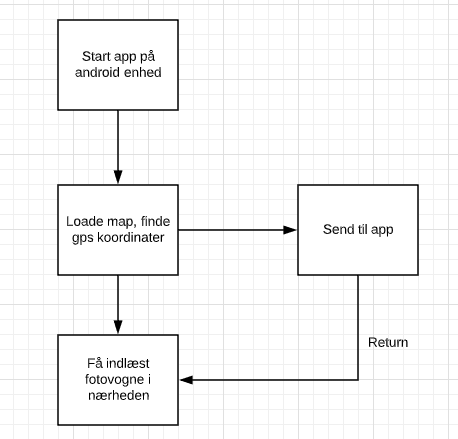 Start app på
android enhed
Loade map, finde
gps koordinater
Send til app
Return
Få indlæst
fotovogne i
nærheden